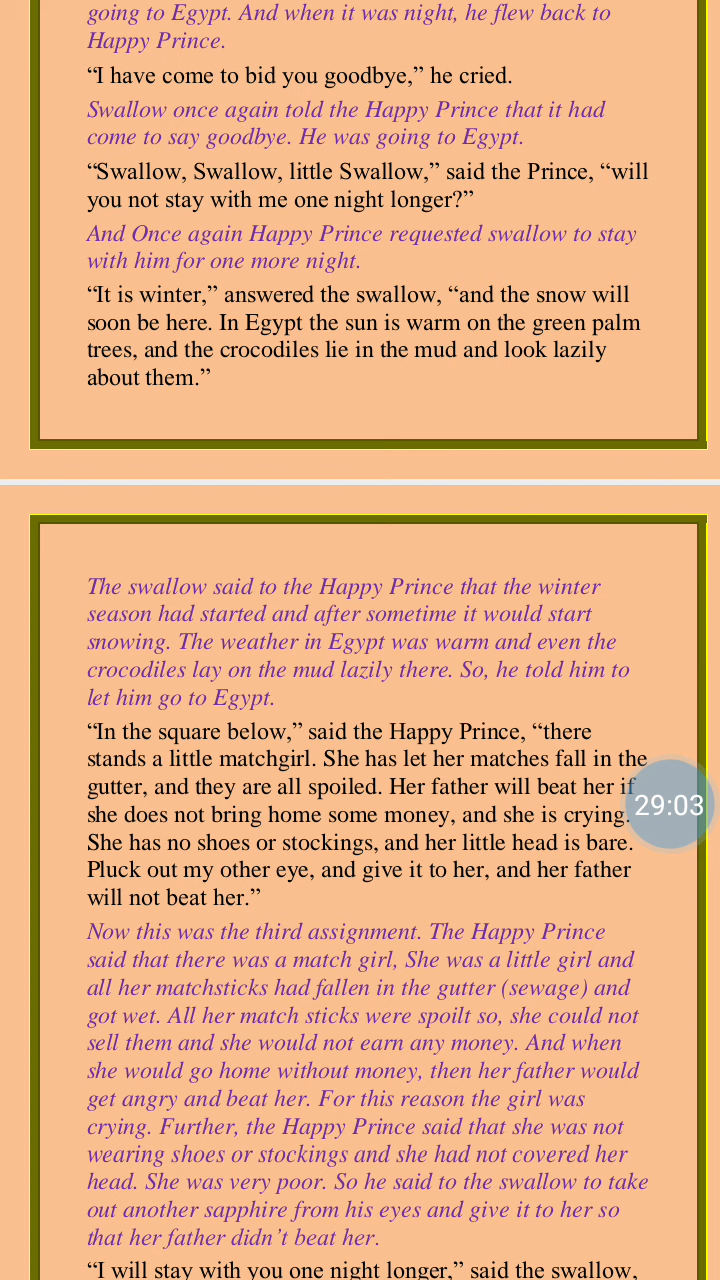 going to Egypt. And when it was night, he flew back to
Happy Prince.
“I have come to bid you goodbye,” he cried.
Swallow once again told the Happy Prince that it had
come to say goodbye. He was going to Egypt.
“Swallow, Swallow, little Swallow,” said the Prince, “will
you not stay with me one night longer?”
And Once again Happy Prince requested swallow to stay
with him for one more night.
“It is winter,” answered the swallow, “and the snow will
soon be here. In Egypt the sun is warm on the green palm
trees, and the crocodiles lie in the mud and look lazily
about them.”
The swallow said to the Happy Prince that the winter
season had started and after sometime it would start
snowing. The weather in Egypt was warm and even the
crocodiles lay on the mud lazily there. So, he told him to
let him go to Egypt.
“In the square below,” said the Happy Prince, “there
stands a little matchgirl. She has let her matches fall in the
gutter, and they are all spoiled. Her father will beat her if
she does not bring home some money, and she is crying.
29:03
She has no shoes or stockings, and her little head is bare.
Pluck out my other eye, and give it to her, and her father
will not beat her.”
Now this was the third assignment. The Happy Prince
said that there was a match girl, She was a little girl and
all her matchsticks had fallen in the gutter (sewage) and
got wet. All her match sticks were spoilt so, she could not
sell them and she would not earn any money. And when
she would go home without money, then her father would
get angry and beat her. For this reason the girl was
crying. Further, the Happy Prince said that she was not
wearing shoes or stockings and she had not covered her
head. She was very poor. So he said to the swallow to take
out another sapphire from his eyes and give it to her so
that her father didn’t beat her.
“I will stay with you one night longer,” said the swallow,